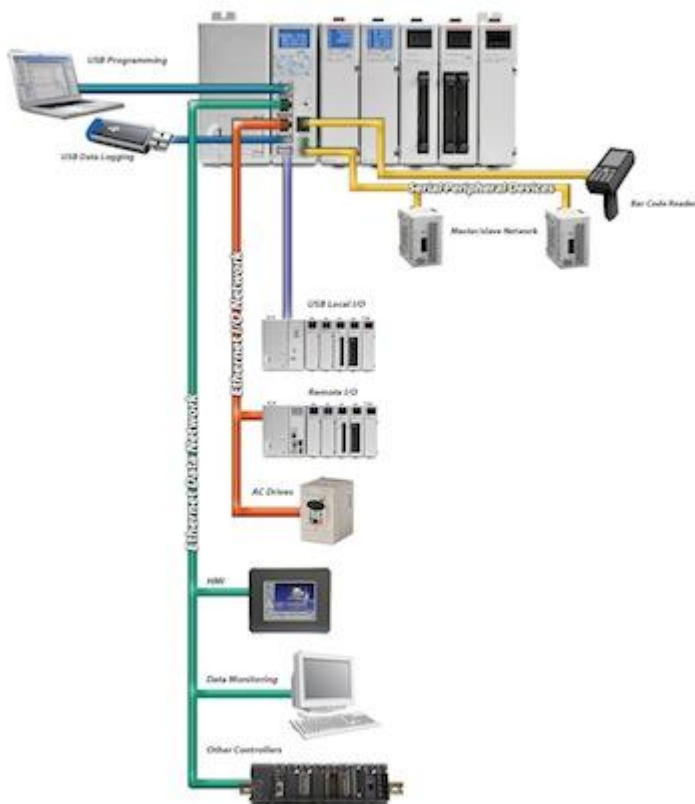 USB Programming
USB Data Logging
Serial Peripheral Devices
Bar Code Reader
Master/slave Network
Ethernet I/O Network
USB Local I/O
Remote I/O
Ethernet Data Network
AC Drives
HMI
Data Monitoring
Other Controllers